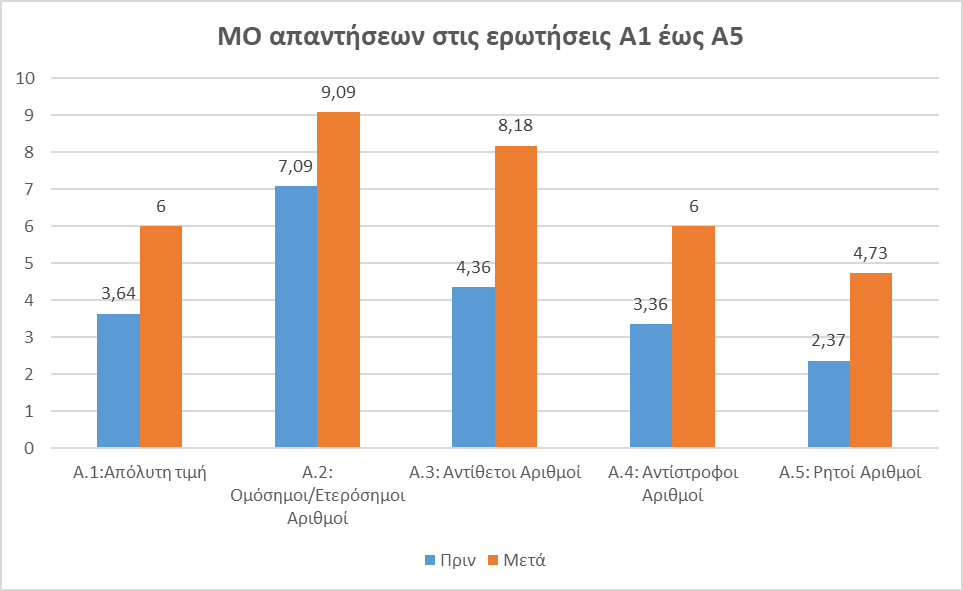 ΜΟ απαντήσεων στις ερωτήσεις Α1 έως Α5
10
9
8
7
6
5
4
3
2
1
0
3,64
6
7,09
9,09
4,36
8,18
3,36
6
2,37
4,73
Α.1:Απόλυτη τιμή
Α.2:
Ομόσημοι/Ετερόσημοι
Αριθμοί
Α.3: Αντίθετοι Αριθμοί
Α.4: Αντίστροφοι
Αριθμοί
Α.5: Ρητοί Αριθμοί
Πριν
Μετά